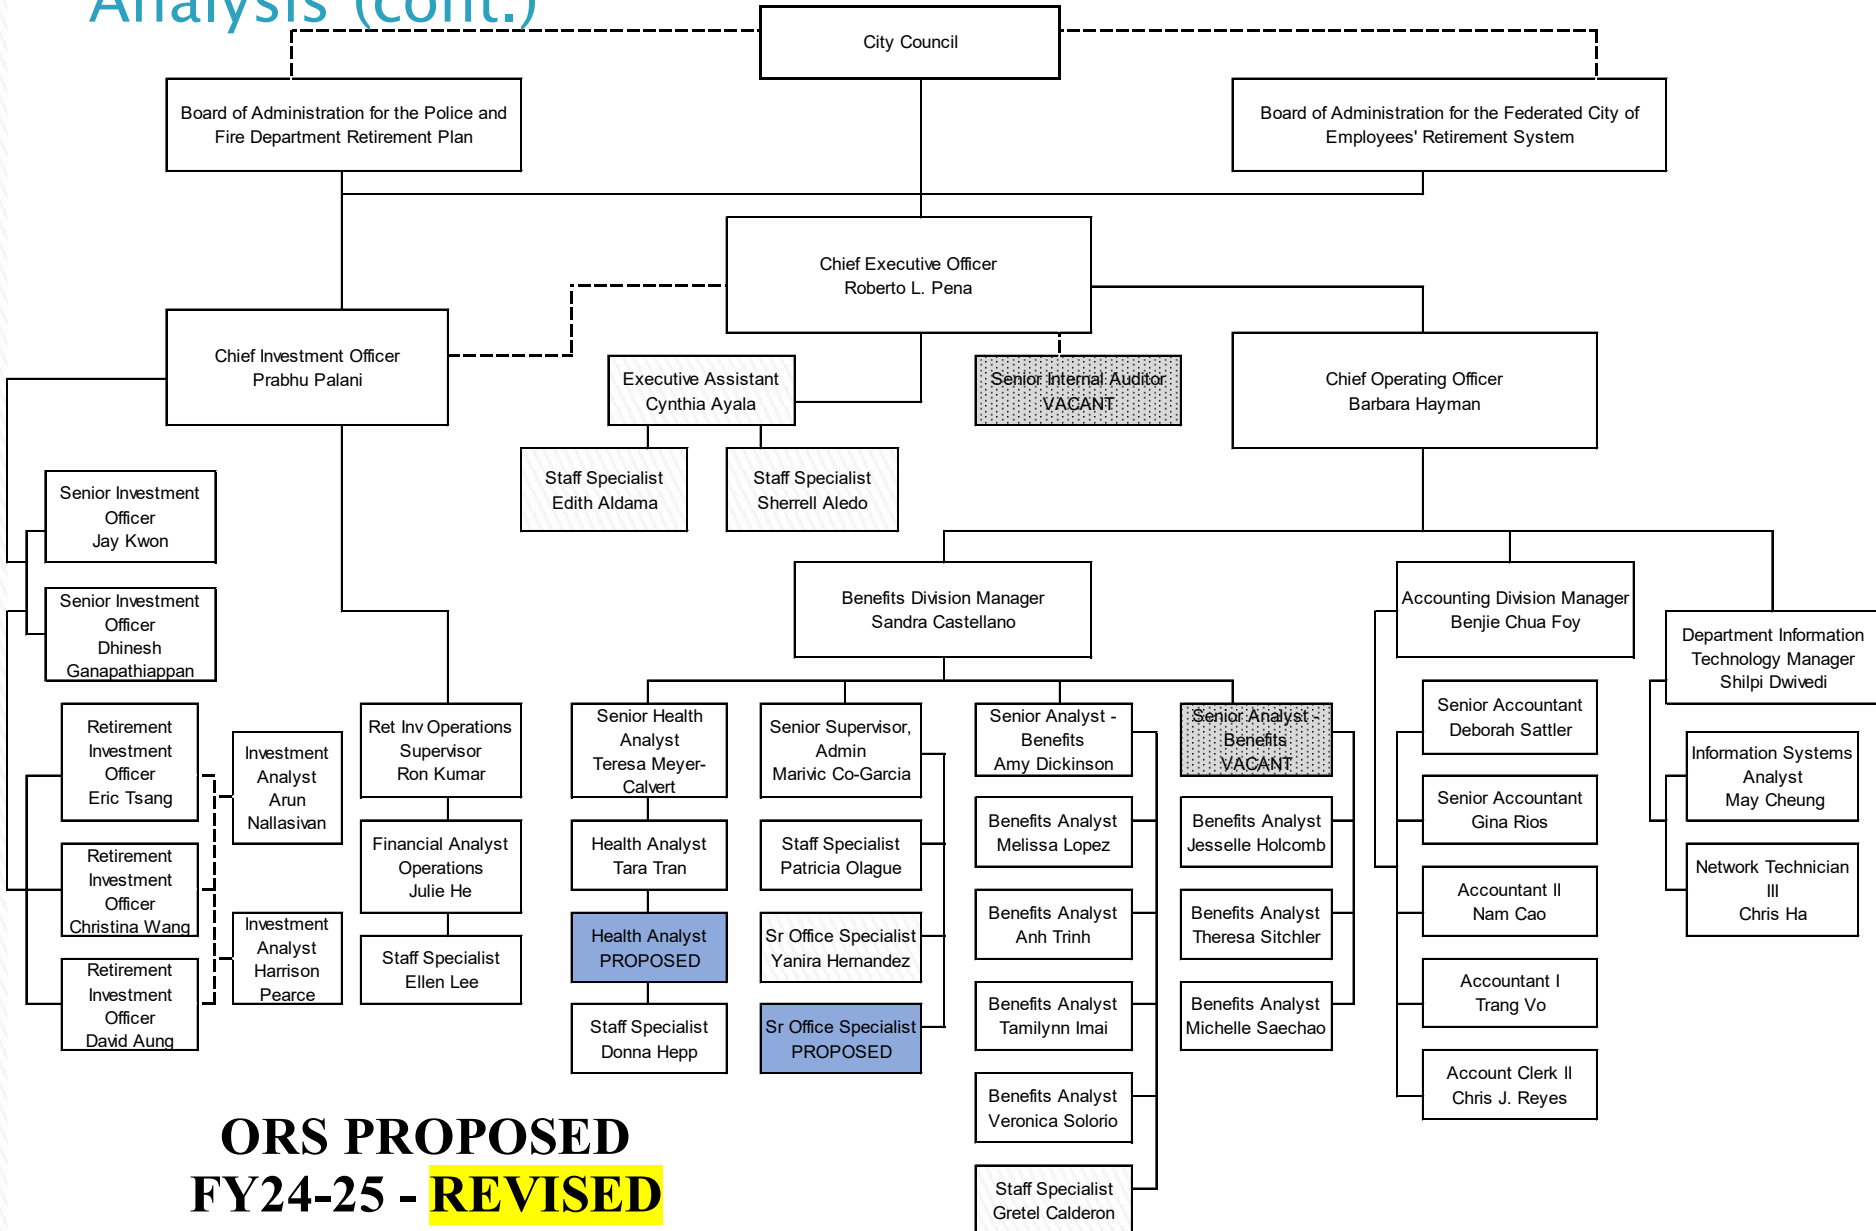 Analysis (cont.)
City Council
Board of Administration for the Police and
Fire Department Retirement Plan
Board of Administration for the Federated City of
Employees' Retirement System
Chief Executive Officer
Roberto L. Pena
Chief Investment Officer
Prabhu Palani
Executive Assistant
Cynthia Ayala
Senior Internal Auditor
VACANT
Chief Operating Officer
Barbara Hayman
Staff Specialist
Edith Aldama
Staff Specialist
Sherrell Aledo
Senior Investment
Officer
Jay Kwon
Senior Investment
Officer
Dhinesh
Ganapathiappan
Benefits Division Manager
Sandra Castellano
Accounting Division Manager
Benjie Chua Foy
Department Information
Technology Manager
Shilpi Dwivedi
Retirement
Investment
Officer
Eric Tsang
Retirement
Investment
Officer
Christina Wang
Retirement
Investment
Officer
David Aung
Investment
Analyst
Arun
Nallasivan
Investment
Analyst
Harrison
Pearce
Ret Inv Operations
Supervisor
Ron Kumar
Financial Analyst
Operations
Julie He
Staff Specialist
Ellen Lee
Senior Health
Analyst
Teresa Meyer-
Calvert
Health Analyst
Tara Tran
Health Analyst
PROPOSED
Staff Specialist
Donna Hepp
Senior Supervisor,
Admin
Marivic Co-Garcia
Staff Specialist
Patricia Olague
Sr Office Specialist
Yanira Hernandez
Sr Office Specialist
PROPOSED
Senior Analyst -
Benefits
Amy Dickinson
Benefits Analyst
Melissa Lopez
Benefits Analyst
Anh Trinh
Benefits Analyst
Tamilynn Imai
Benefits Analyst
Veronica Solorio
Staff Specialist
Gretel Calderon
Senior Analyst -
Benefits
VACANT
Benefits Analyst
Jesselle Holcomb
Benefits Analyst
Theresa Sitchler
Benefits Analyst
Michelle Saechao
Senior Accountant
Deborah Sattler
Senior Accountant
Gina Rios
Accountant II
Nam Cao
Accountant I
Trang Vo
Account Clerk II
Chris J. Reyes
Information Systems
Analyst
May Cheung
Network Technician
III
Chris Ha
ORS PROPOSED
FY24-25 - REVISED